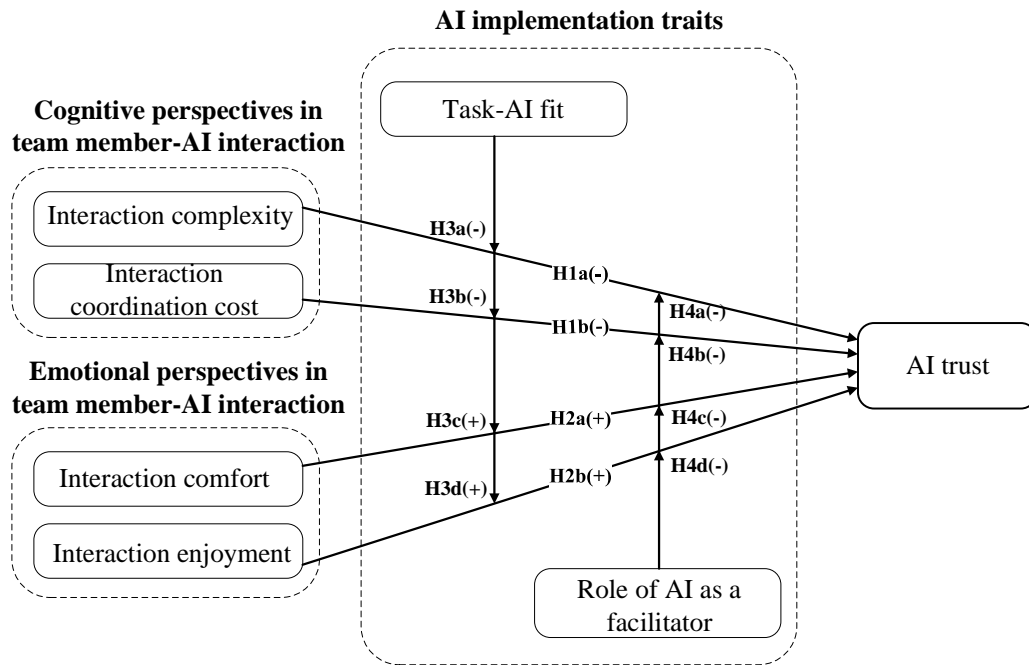 AI implementation traits
Task-AI fit
Cognitive perspectives in
team member-AI interaction
Interaction complexity
Interaction
coordination cost
H3a(-)
H1a(-)
H3b(-)
H1b(-)
H4a(-)
H4b(-)
AI trust
Emotional perspectives in
team member-AI interaction
Interaction comfort
Interaction enjoyment
H3c(+)
H2a(+)
H4c(-)
H3d(+)
H2b(+)
H4d(-)
Role of AI as a
facilitator